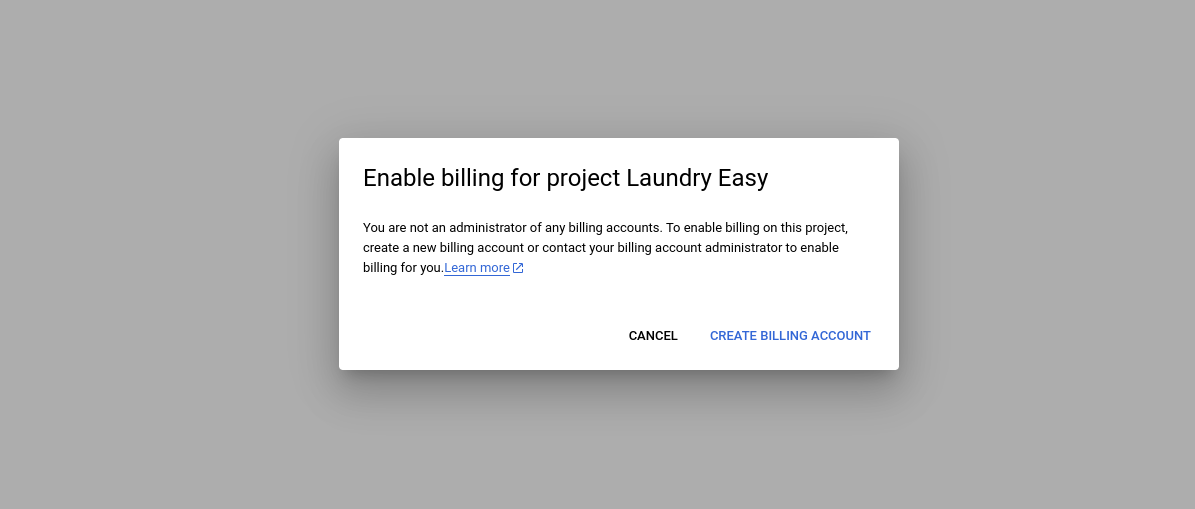 Enable billing for project Laundry Easy
You are not an administrator of any billing accounts. To enable billing on this project,
create a new billing account or contact your billing account administrator to enable
billing for you.Learn more
CANCEL CREATE BILLING ACCOUNT